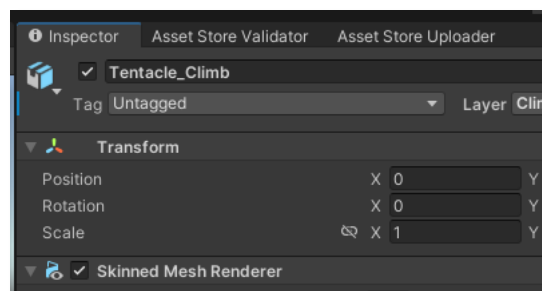 Inspector Asset Store Validator Asset Store Uploader
Tentacle_Climb
Tag Untagged Layer
Transform
Position X 0 Y
Rotation X 0 Y
Scale X 1 Y
Skinned Mesh Renderer